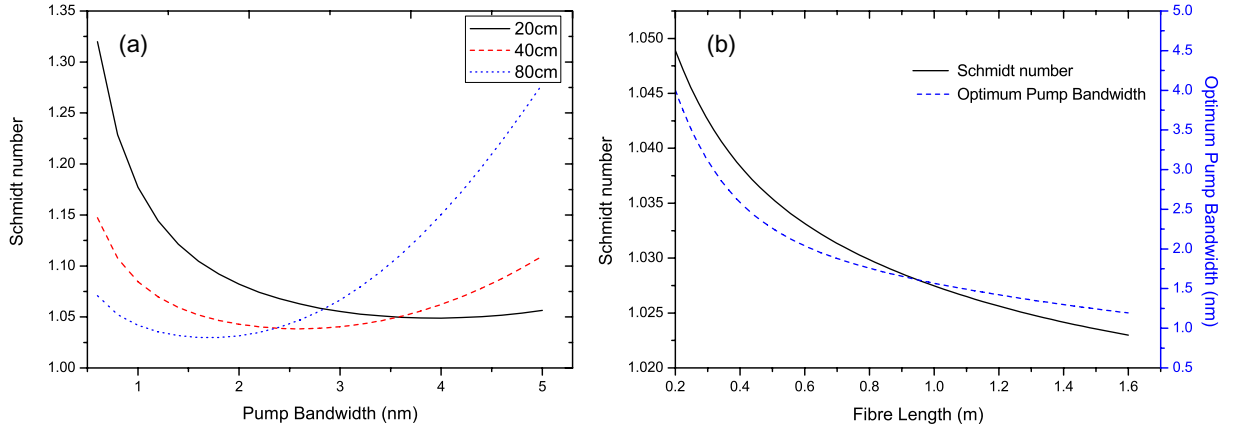 (a)
20cm
40cm
80cm
Schmidt number
1.35
1.30
1.25
1.20
1.15
1.10
1.05
1.00
1 2 3 4 5
Pump Bandwidth (nm)
(b)
Schmidt number
Optimum Pump Bandwidth
Schmidt number
1.050
1.045
1.040
1.035
1.030
1.025
1.020
0.2 0.4 0.6 0.8 1.0 1.2 1.4 1.6
Fibre Length (m)
5.0
4.5
4.0
3.5
3.0
2.5
2.0
1.5
1.0
0.5
Optimum Pump Bandwidth (nm)